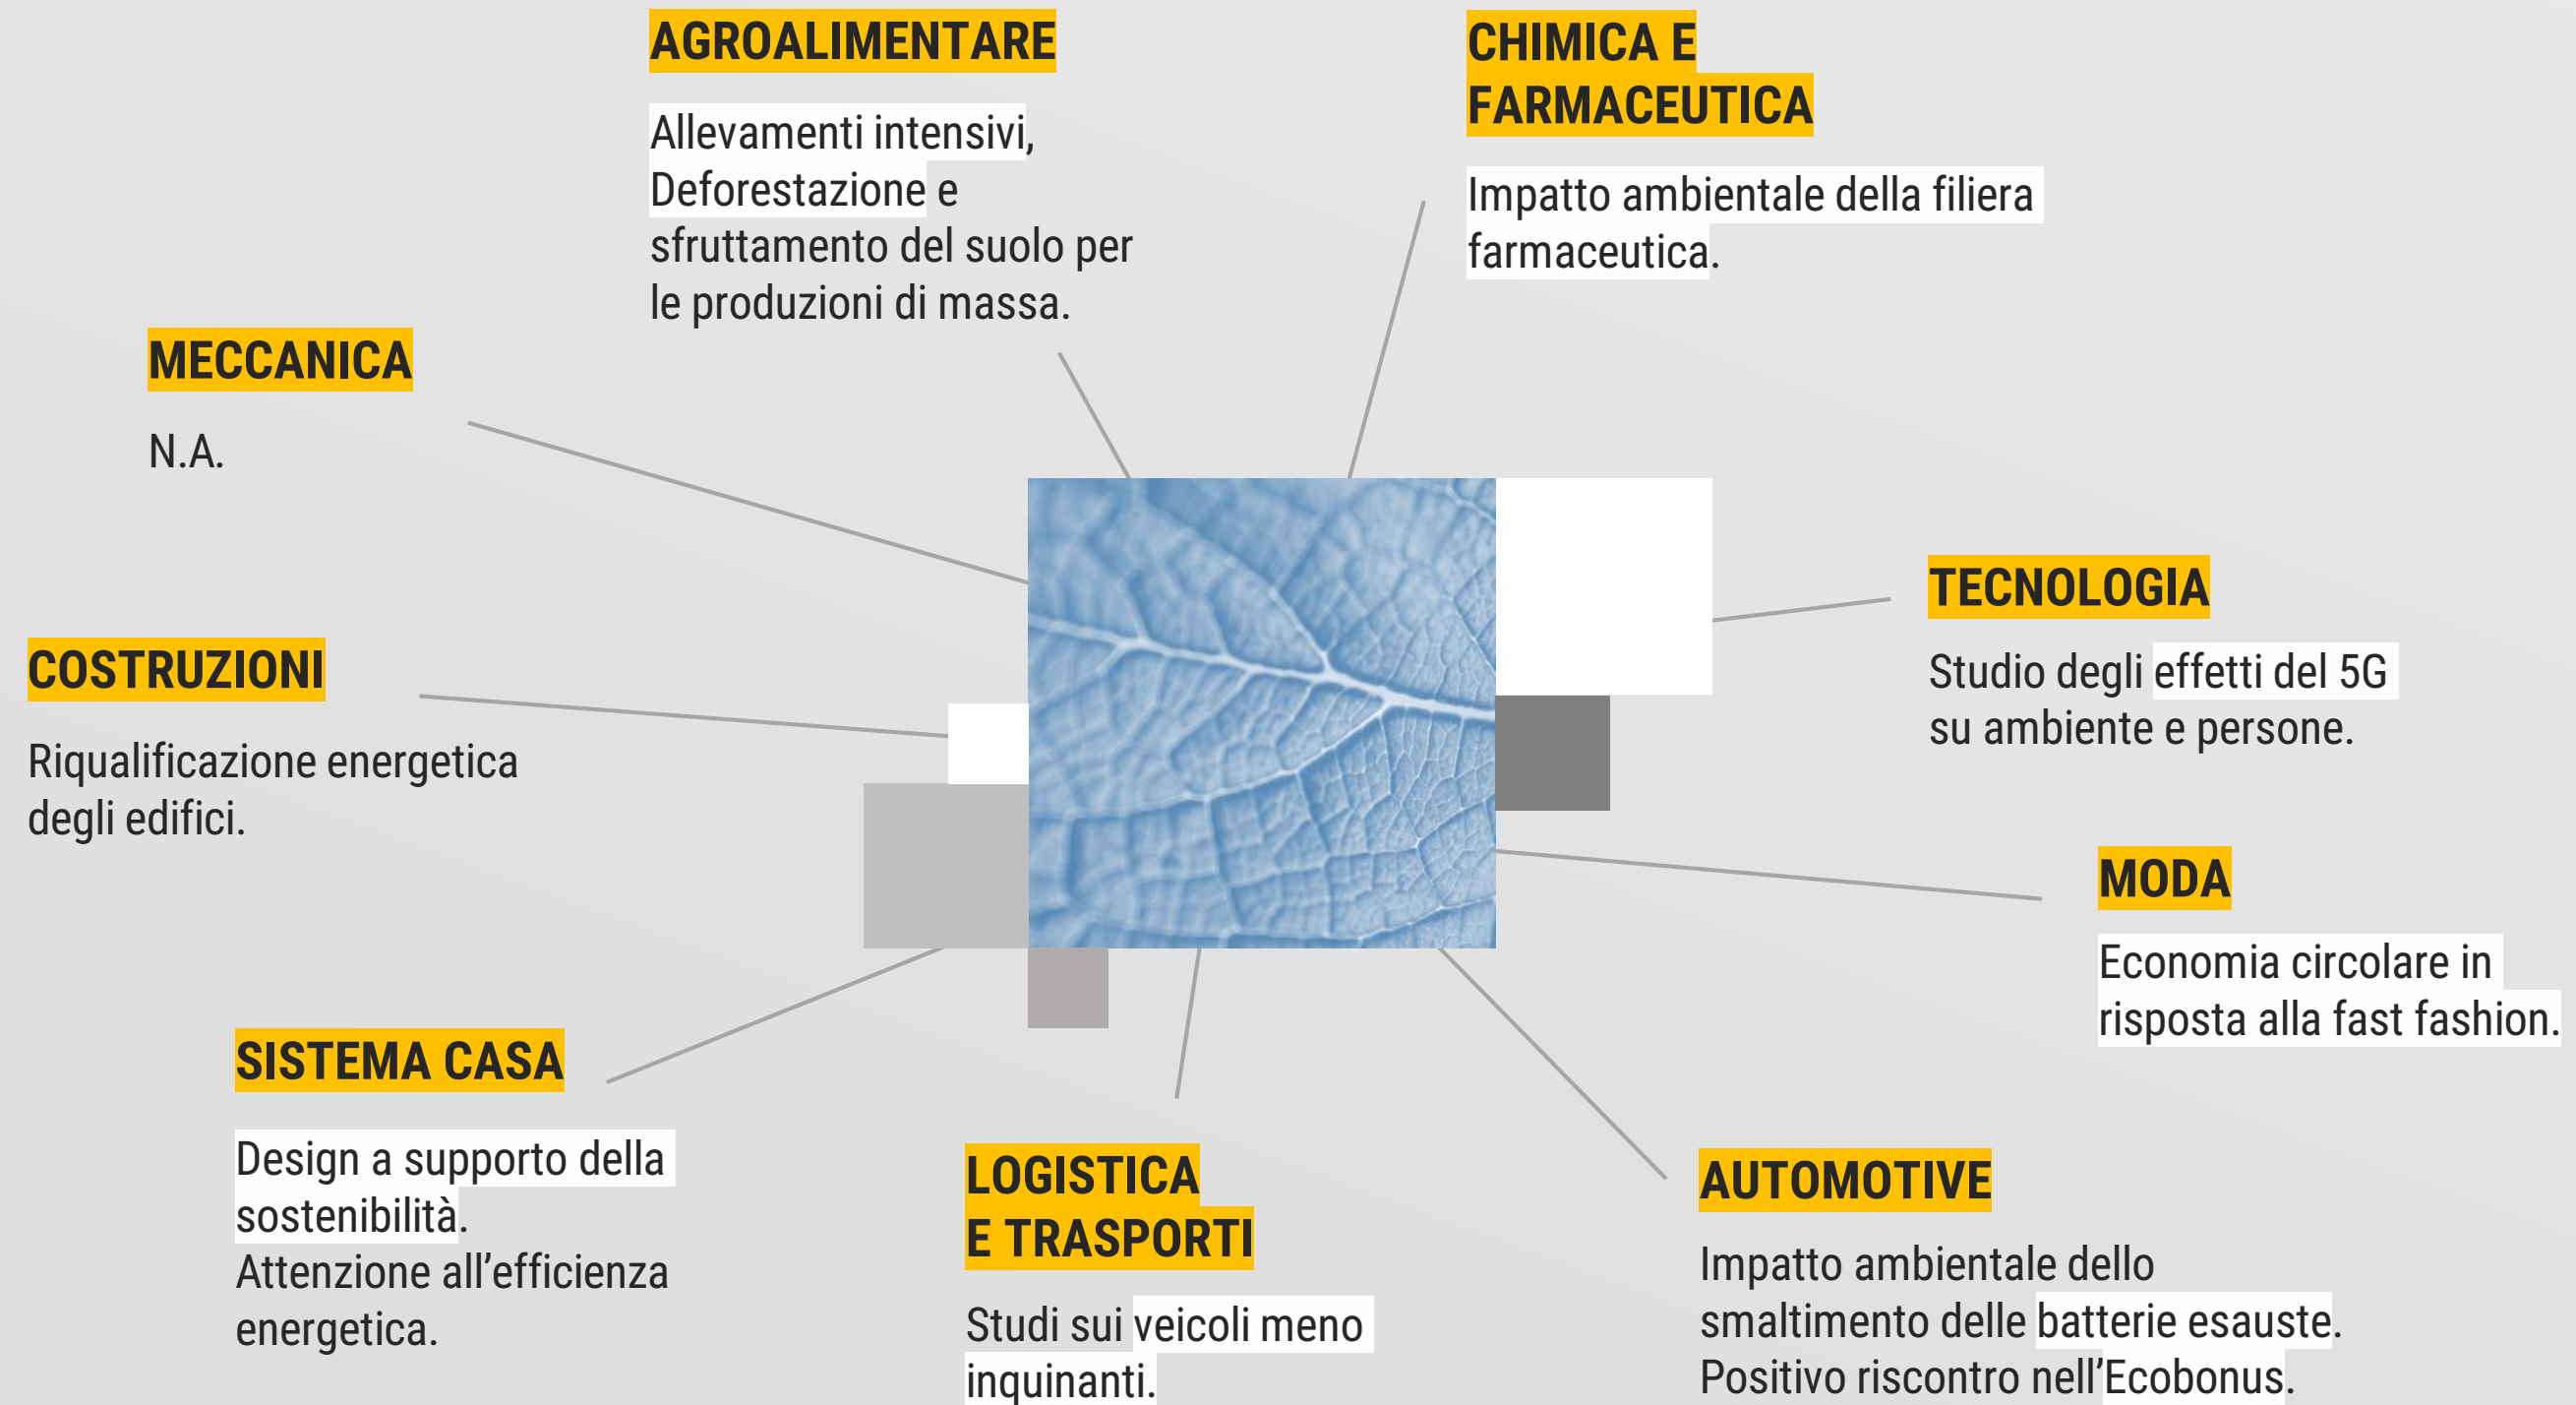 AGROALIMENTARE
Allevamenti intensivi,
Deforestazione e
sfruttamento del suolo per
le produzioni di massa.
CHIMICA E
FARMACEUTICA
Impatto ambientale della filiera
farmaceutica.
MECCANICA
N.A.
TECNOLOGIA
Studio degli effetti del 5G
su ambiente e persone.
COSTRUZIONI
Riqualificazione energetica
degli edifici.
MODA
Economia circolare in
risposta alla fast fashion.
SISTEMA CASA
Design a supporto della
sostenibilità.
Attenzione all’efficienza
energetica.
LOGISTICA
E TRASPORTI
Studi sui veicoli meno
inquinanti.
AUTOMOTIVE
Impatto ambientale dello
smaltimento delle batterie esauste.
Positivo riscontro nell’Ecobonus.